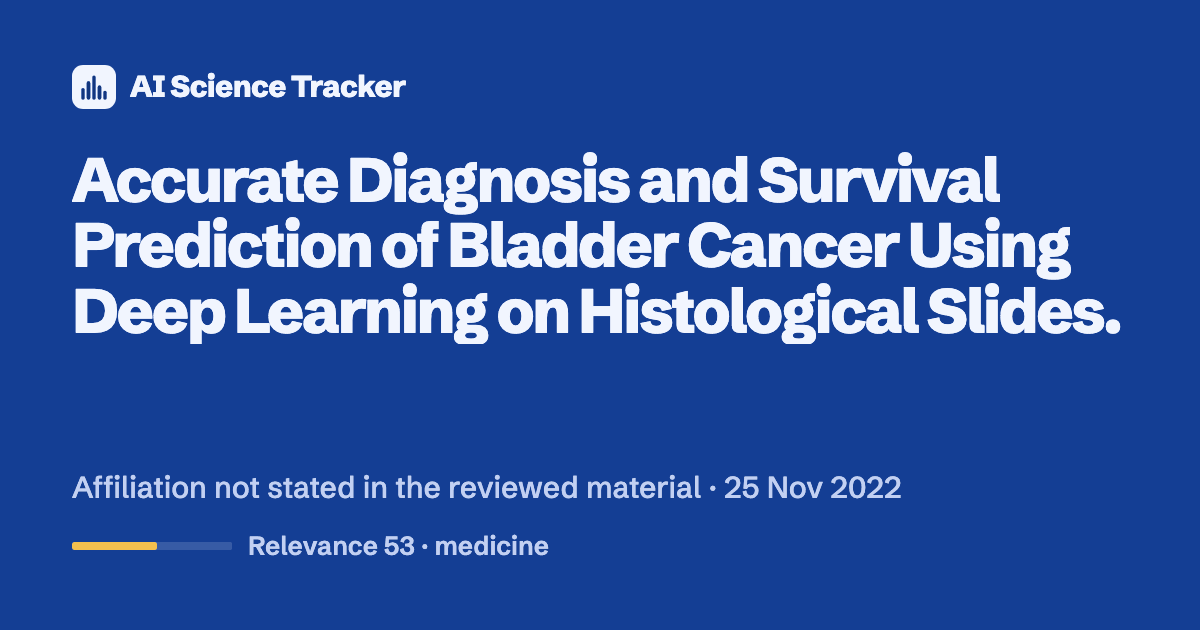 AI Science Tracker
Accurate Diagnosis and Survival
Prediction of Bladder Cancer Using
Deep Learning on Histological Slides.
Affiliation not stated in the reviewed material · 25 Nov 2022
Relevance 53 · medicine